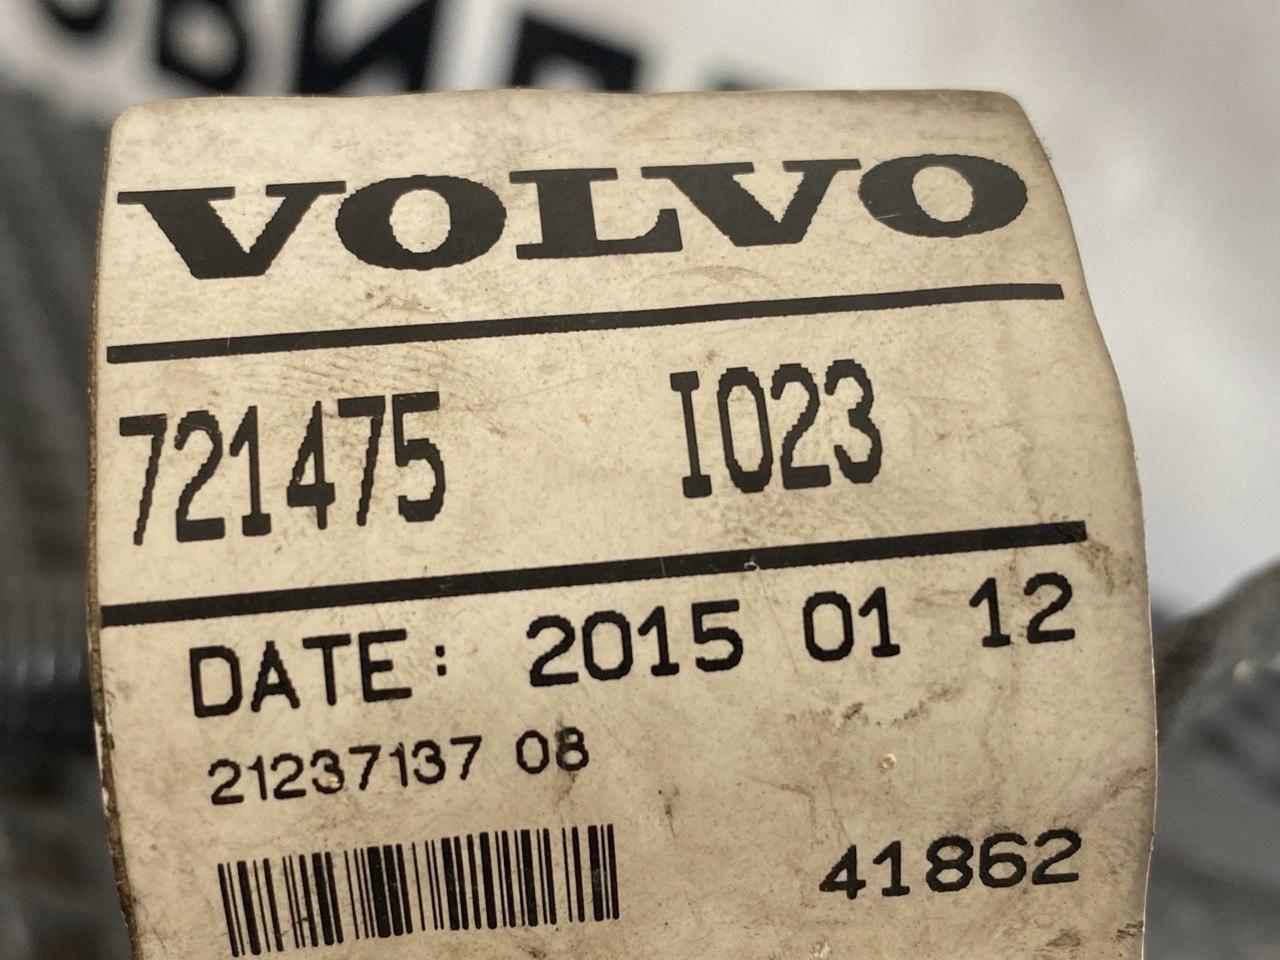 VOLVO
721475 I023
DATE: 2015 01 12
21237137 08
41862